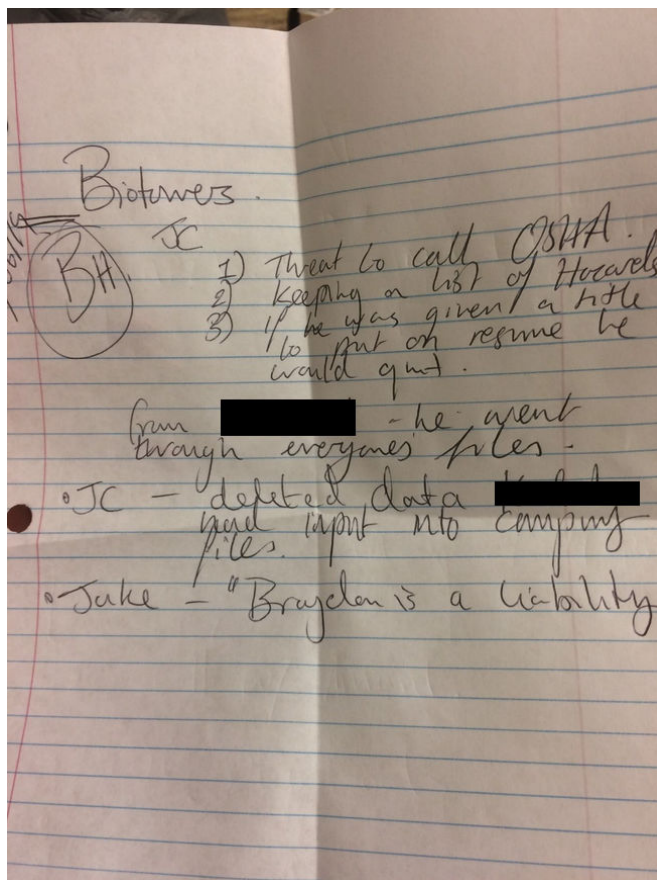 Biotowers.
BH
JC
1) Threat to call OSHA.
2) Keeping a list of Hazards
3) If he was given a title
to put on resume he
would quit.
from - he went
through everyones files.
• JC - deleted data
had input into company
files.
• Jake - "Brayden is a liability